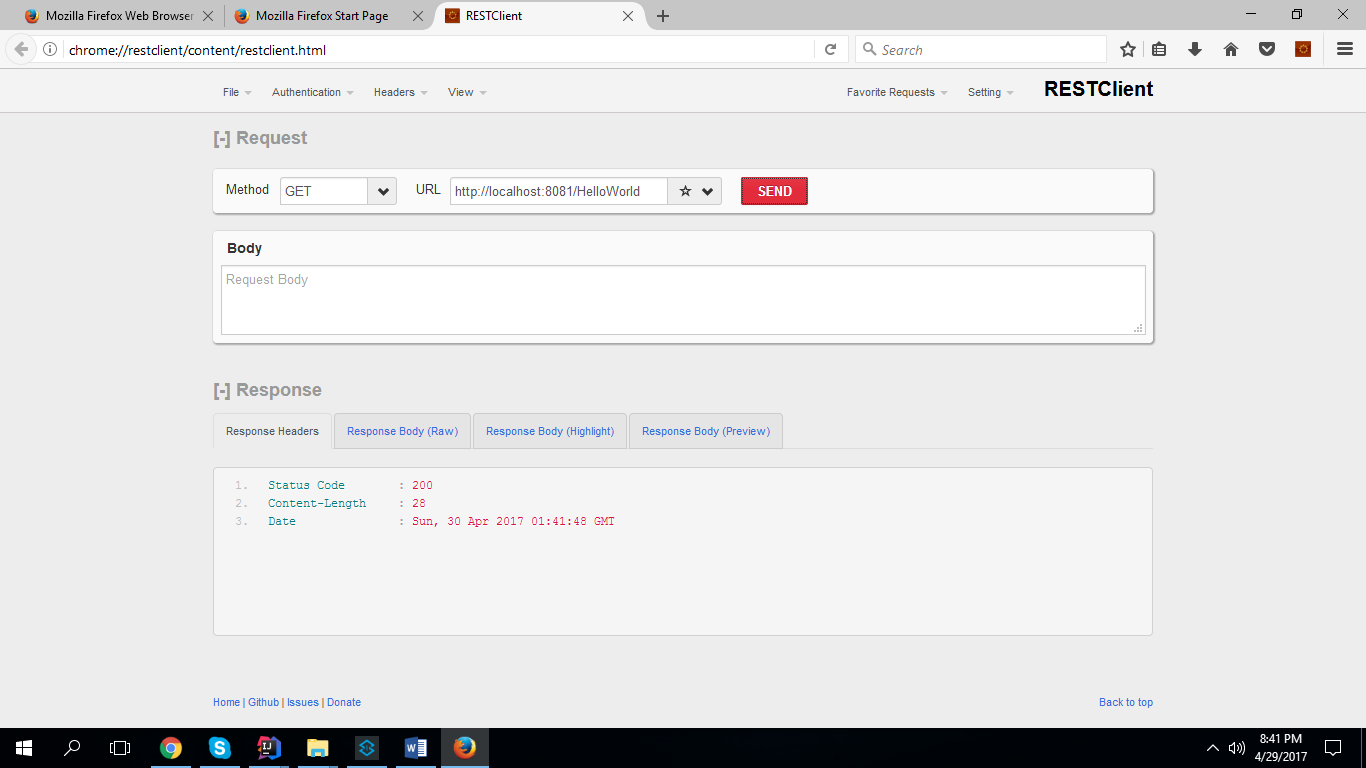 Mozilla Firefox Web Browser
Mozilla Firefox Start Page
RESTClient
chrome://restclient/content/restclient.html
Search
File
Authentication
Headers
View
Favorite Requests
Setting
RESTClient
[-] Request
Method
GET
URL
http://localhost:8081/HelloWorld
SEND
Body
Request Body
[-] Response
Response Headers
Response Body (Raw)
Response Body (Highlight)
Response Body (Preview)
1. Status Code : 200
2. Content-Length : 28
3. Date : Sun, 30 Apr 2017 01:41:48 GMT
Home | Github | Issues | Donate
Back to top
8:41 PM
4/29/2017